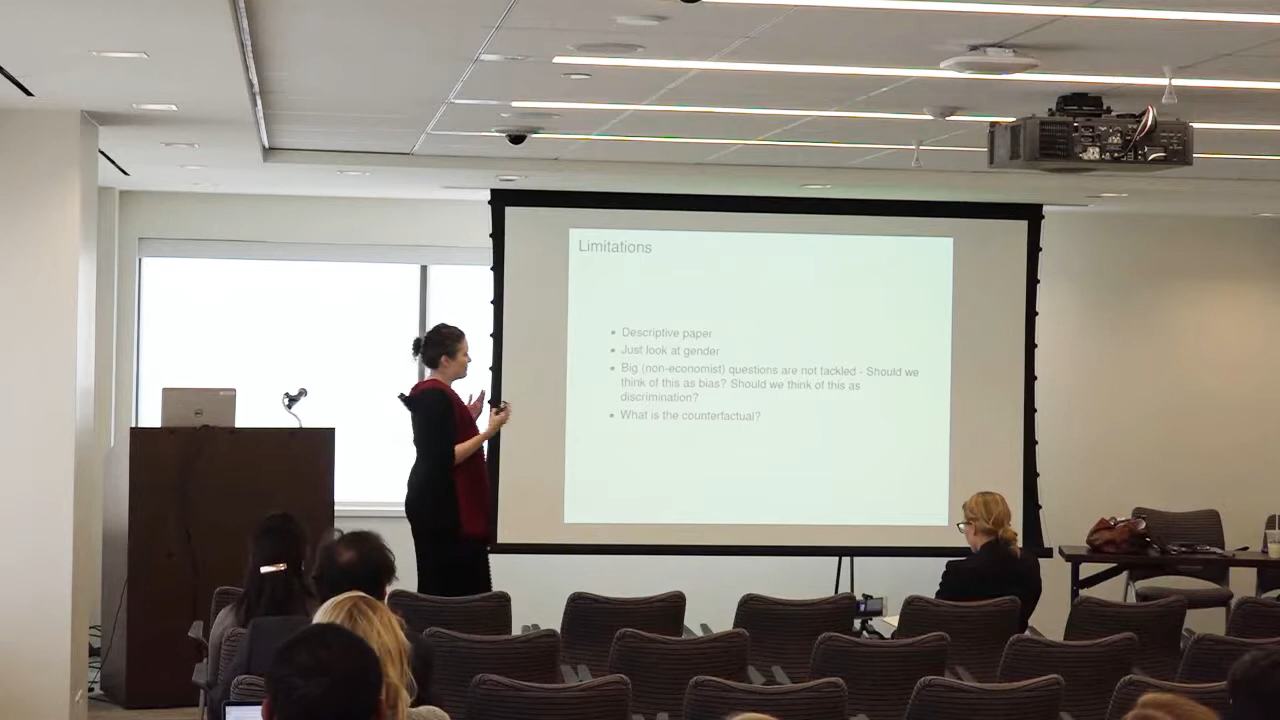 Limitations
Descriptive paper
Just look at gender
Big (non-economist) questions are not tackled - Should we
think of this as bias? Should we think of this as
discrimination?
What is the counterfactual?